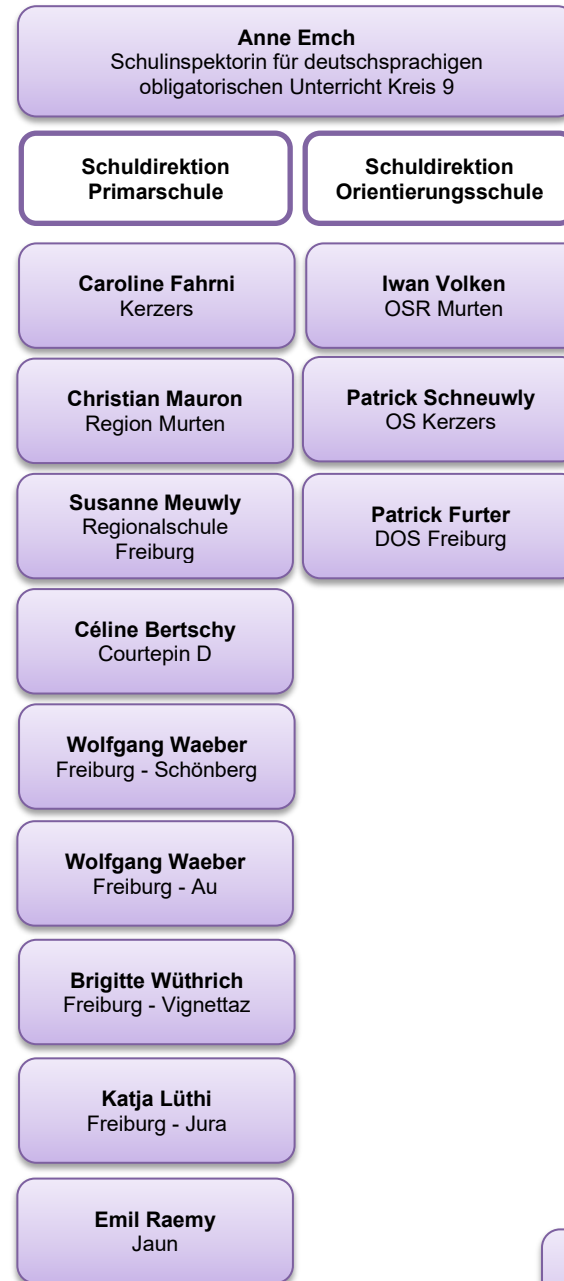 Anne Emch
Schulinspektorin für deutschsprachigen
obligatorischen Unterricht Kreis 9
Schuldirektion
Primarschule
Schuldirektion
Orientierungsschule
Caroline Fahrni
Kerzers
Iwan Volken
OSR Murten
Christian Mauron
Region Murten
Patrick Schneuwly
OS Kerzers
Susanne Meuwly
Regionalschule
Freiburg
Patrick Furter
DOS Freiburg
Céline Bertschy
Courtepin D
Wolfgang Waeber
Freiburg - Schönberg
Wolfgang Waeber
Freiburg - Au
Brigitte Wüthrich
Freiburg - Vignettaz
Katja Lüthi
Freiburg - Jura
Emil Raemy
Jaun